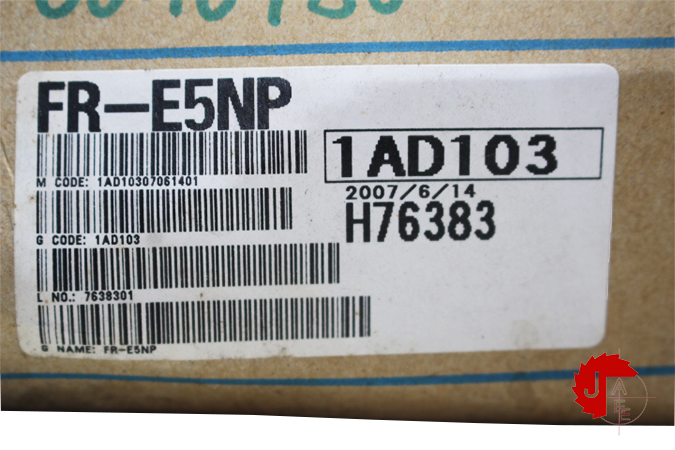 FR-E5NP
1AD103
M CODE: 1AD10307061401
2007/6/14
H76383
G CODE: 1AD103
L NO.: 7638301
G NAME: FR-E5NP
J